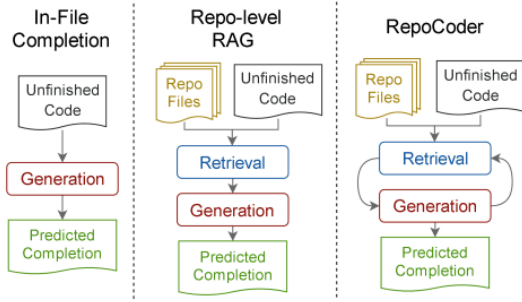 In-File
Completion
Unfinished
Code
Generation
Predicted
Completion
Repo-level
RAG
Repo
Files
Unfinished
Code
Retrieval
Generation
Predicted
Completion
RepoCoder
Repo
Files
Unfinished
Code
Retrieval
Generation
Predicted
Completion